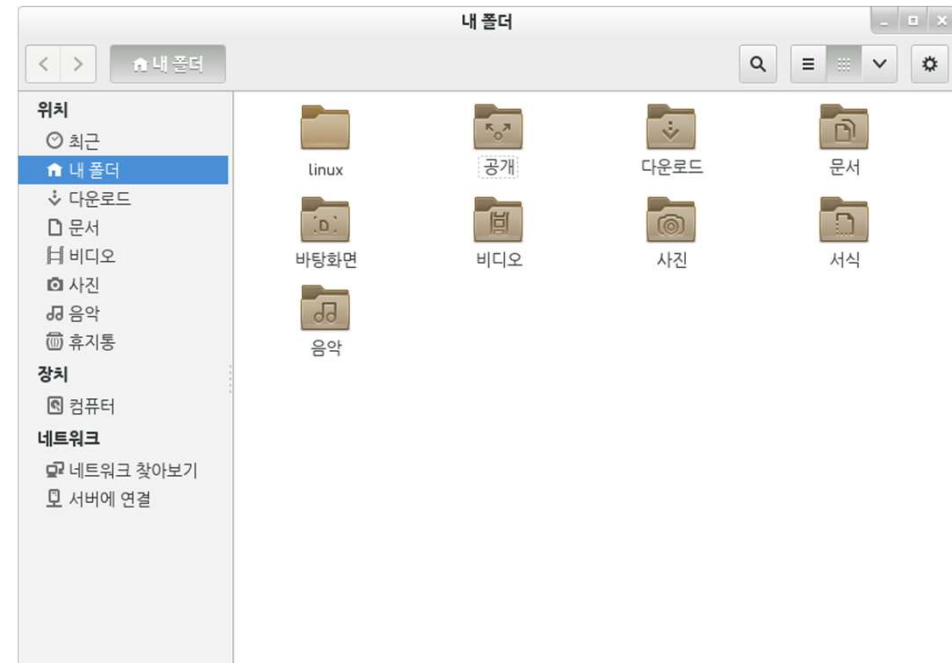 내 폴더
내 폴더
위치
최근
내 폴더
다운로드
문서
비디오
사진
음악
휴지통
장치
컴퓨터
네트워크
네트워크 찾아보기
서버에 연결
linux 공개 다운로드 문서
바탕화면 비디오 사진 서식
음악